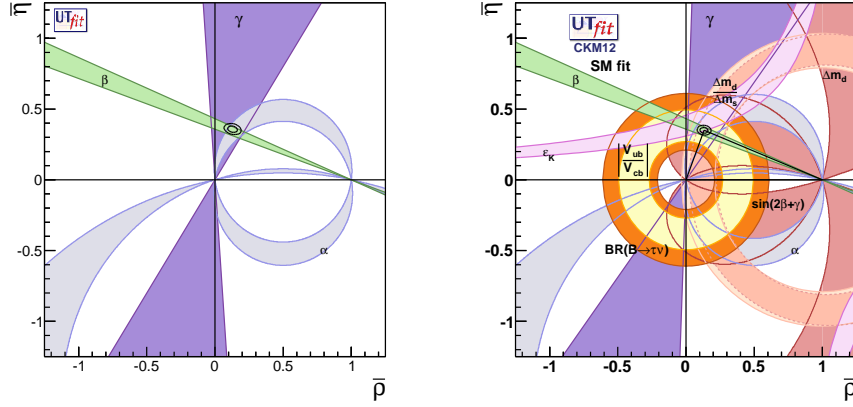 η̅
UTfit
γ
β
α
1
0.5
0
-0.5
-1
-1
-0.5
0
0.5
1
ρ̅
η̅
UTfit
CKM12
SM fit
γ
β
Δm_d
Δm_s
Δm_d
ε_K
|V_ub
V_cb|
sin(2β+γ)
BR(B→τν)
α
1
0.5
0
-0.5
-1
-1
-0.5
0
0.5
1
ρ̅